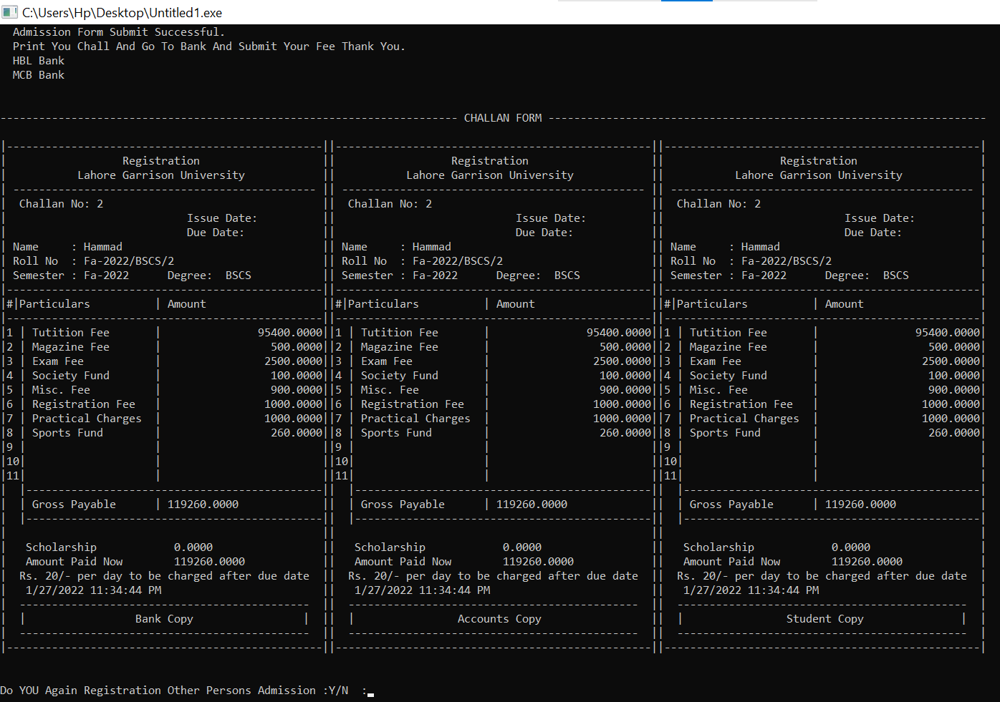 C:\Users\Hp\Desktop\Untitled1.exe
Admission Form Submit Successful.
Print You Chall And Go To Bank And Submit Your Fee Thank You.
HBL Bank
MCB Bank
CHALLAN FORM
Registration Registration Registration
Lahore Garrison University Lahore Garrison University Lahore Garrison University
Challan No: 2 Challan No: 2 Challan No: 2
Issue Date: Issue Date: Issue Date:
Due Date: Due Date: Due Date:
Name : Hammad Name : Hammad Name : Hammad
Roll No : Fa-2022/BSCS/2 Roll No : Fa-2022/BSCS/2 Roll No : Fa-2022/BSCS/2
Semester : Fa-2022 Degree: BSCS Semester : Fa-2022 Degree: BSCS Semester : Fa-2022 Degree: BSCS
|#|Particulars | Amount ||#|Particulars | Amount ||#|Particulars | Amount |
|1 | Tutition Fee | 95400.0000||1 | Tutition Fee | 95400.0000||1 | Tutition Fee | 95400.0000|
|2 | Magazine Fee | 500.0000||2 | Magazine Fee | 500.0000||2 | Magazine Fee | 500.0000|
|3 | Exam Fee | 2500.0000||3 | Exam Fee | 2500.0000||3 | Exam Fee | 2500.0000|
|4 | Society Fund | 100.0000||4 | Society Fund | 100.0000||4 | Society Fund | 100.0000|
|5 | Misc. Fee | 900.0000||5 | Misc. Fee | 900.0000||5 | Misc. Fee | 900.0000|
|6 | Registration Fee | 1000.0000||6 | Registration Fee | 1000.0000||6 | Registration Fee | 1000.0000|
|7 | Practical Charges | 1000.0000||7 | Practical Charges | 1000.0000||7 | Practical Charges | 1000.0000|
|8 | Sports Fund | 260.0000||8 | Sports Fund | 260.0000||8 | Sports Fund | 260.0000|
|9 | | ||9 | | ||9 | | |
|10| | ||10| | ||10| | |
|11| | ||11| | ||11| | |
| | Gross Payable | 119260.0000 || | Gross Payable | 119260.0000 || | Gross Payable | 119260.0000 |
Scholarship 0.0000 Scholarship 0.0000 Scholarship 0.0000
Amount Paid Now 119260.0000 Amount Paid Now 119260.0000 Amount Paid Now 119260.0000
Rs. 20/- per day to be charged after due date Rs. 20/- per day to be charged after due date Rs. 20/- per day to be charged after due date
1/27/2022 11:34:44 PM 1/27/2022 11:34:44 PM 1/27/2022 11:34:44 PM
Bank Copy Accounts Copy Student Copy
Do YOU Again Registration Other Persons Admission :Y/N :